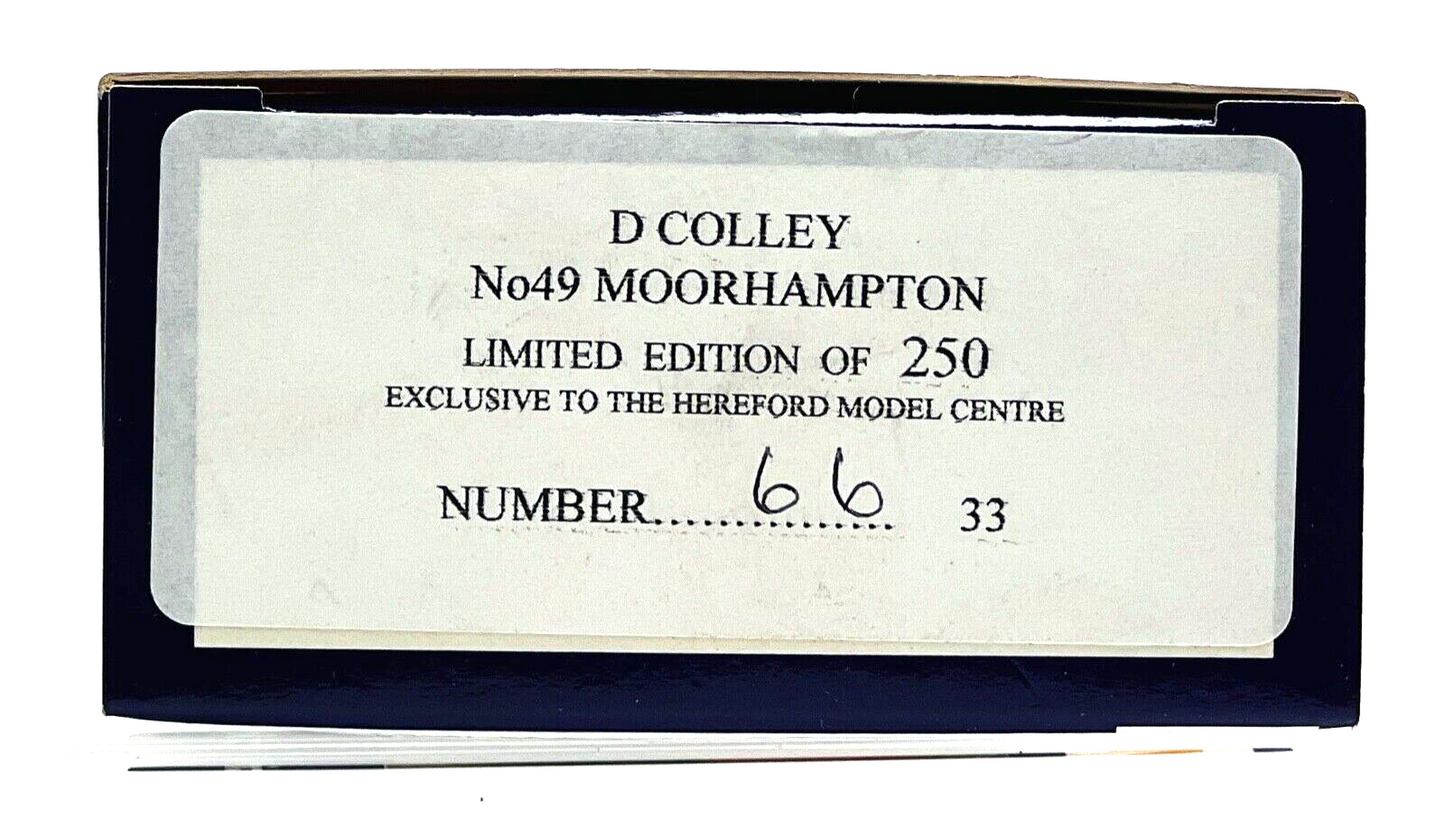 D COLLEY
No49 MOORHAMPTON
LIMITED EDITION OF 250
EXCLUSIVE TO THE HEREFORD MODEL CENTRE
NUMBER..................66 33